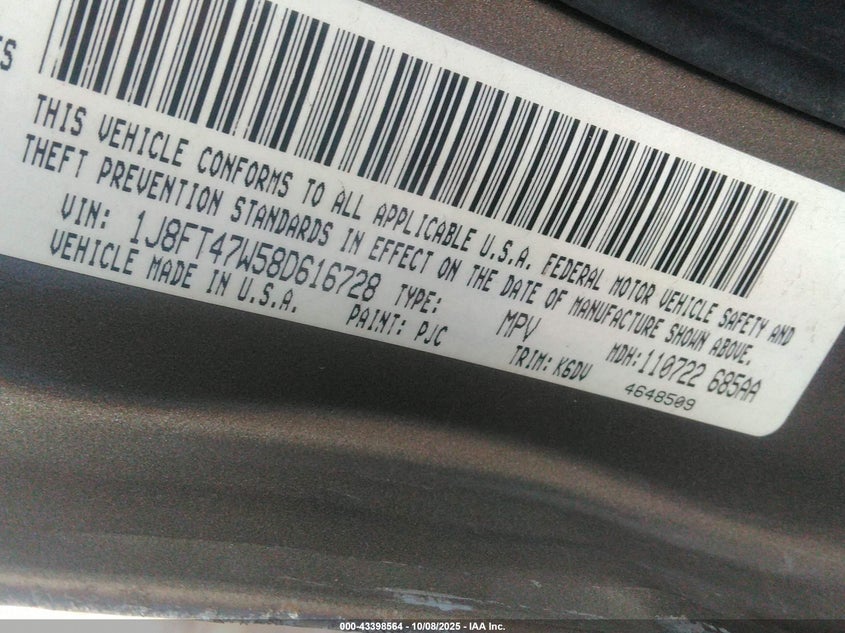 ES
THIS VEHICLE CONFORMS TO ALL APPLICABLE U.S.A. FEDERAL MOTOR VEHICLE SAFETY AND
THEFT PREVENTION STANDARDS IN EFFECT ON THE DATE OF MANUFACTURE SHOWN ABOVE.
VIN: 1J8FT47W58D616728 TYPE: MPV MDH:110722 685AA
VEHICLE MADE IN U.S.A. PAINT: PJC TRIM: K6DV 4648509
000-43398564 - 10/08/2025 - IAA Inc.